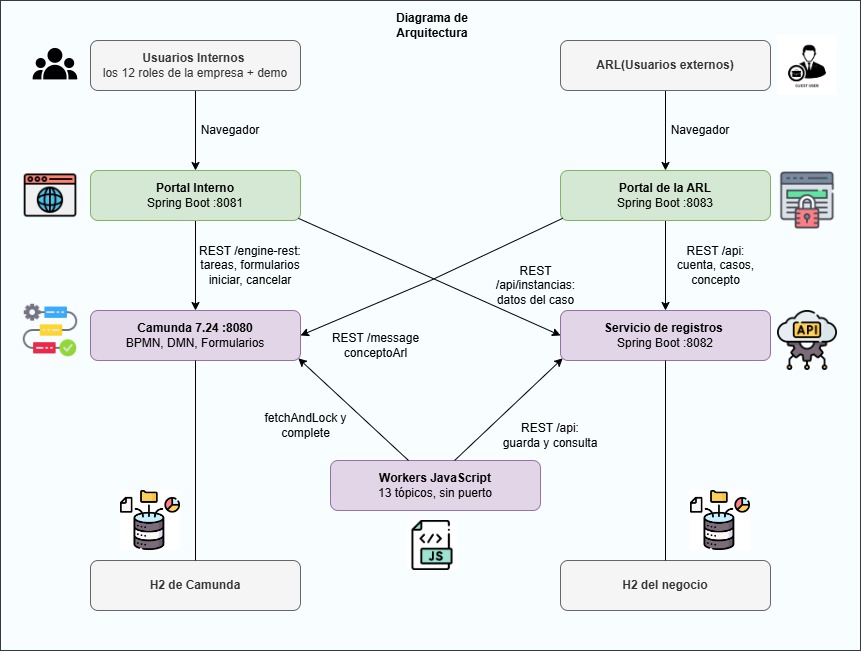 Diagrama de
Arquitectura
Usuarios Internos
los 12 roles de la empresa + demo
ARL(Usuarios externos)
GUEST USER
Navegador
Navegador
Portal Interno
Spring Boot :8081
Portal de la ARL
Spring Boot :8083
REST /engine-rest:
tareas, formularios
iniciar, cancelar
REST
/api/instancias:
datos del caso
REST /api:
cuenta, casos,
concepto
Camunda 7.24 :8080
BPMN, DMN, Formularios
REST /message
conceptoArl
Servicio de registros
Spring Boot :8082
API
fetchAndLock y
complete
REST /api:
guarda y consulta
Workers JavaScript
13 tópicos, sin puerto
</>
JS
H2 de Camunda
H2 del negocio